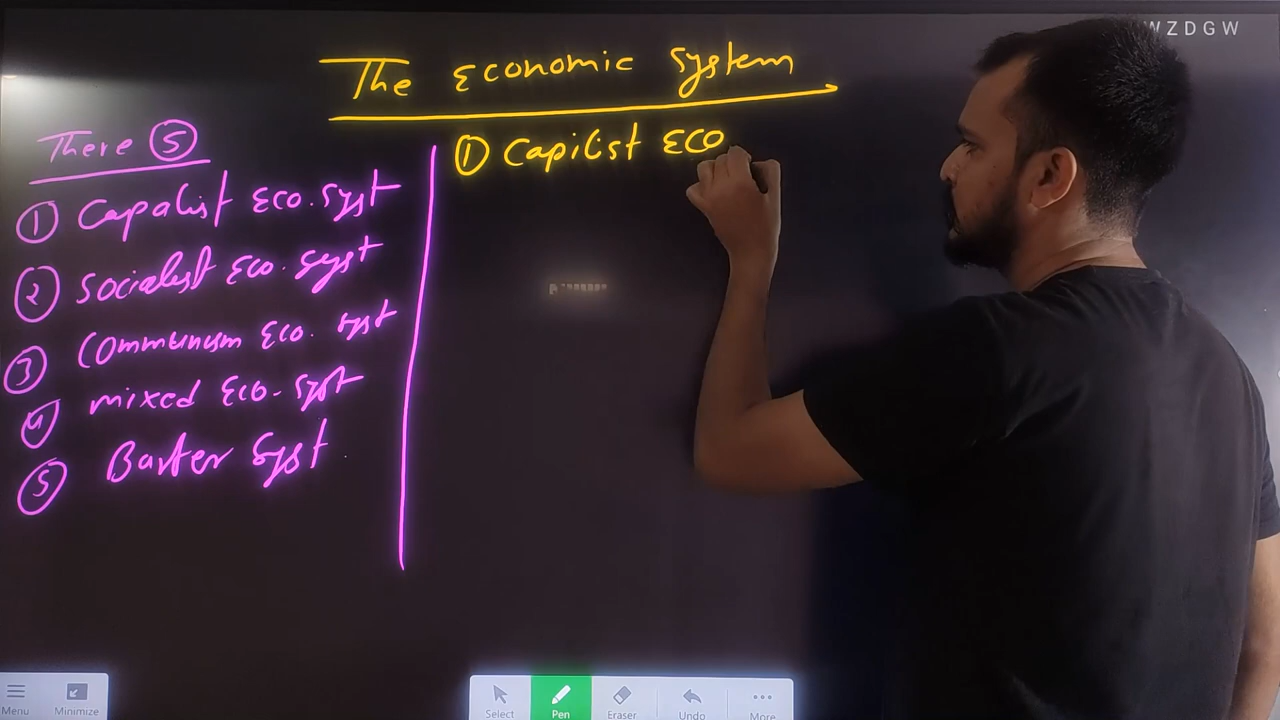 WZDGW
The Economic System
There 5
1 Capalist Eco. Syst
2 Socialist Eco. Syst
3 Communism Eco. Syst
4 mixed Eco. Syst
5 Barter Syst.
1 Capilist Eco
Menu
Minimize
Select
Pen
Eraser
Undo
More